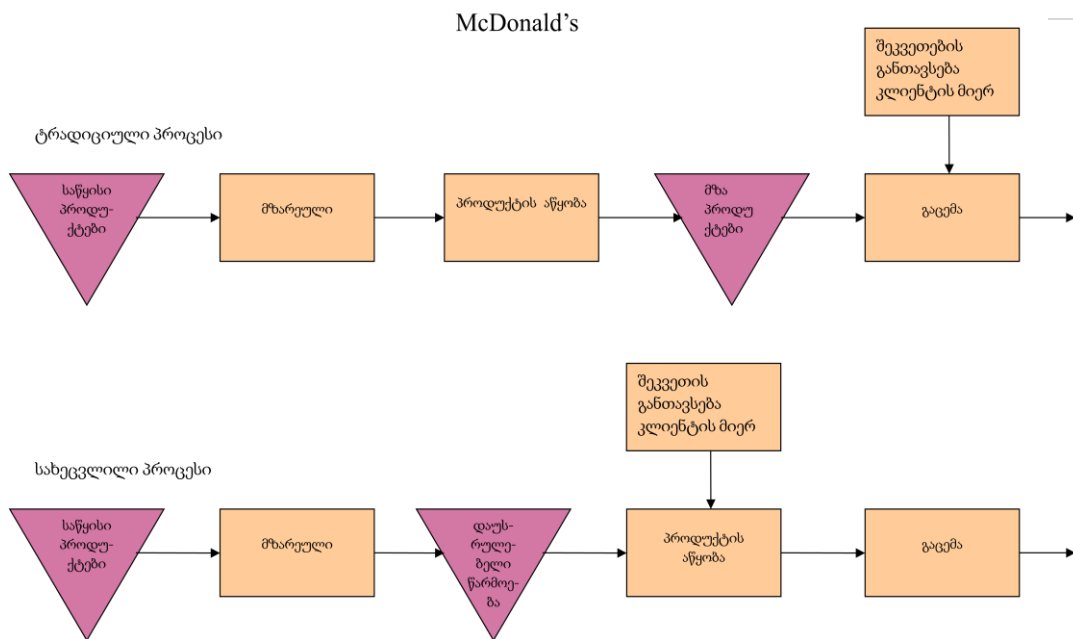 McDonald's
შეკვეთების
განთავსება
კლიენტის მიერ
ტრადიციული პროცესი
საწყისი
პროდუ-
ქტები
მზარეული
პროდუქტის აწყობა
მზა
პროდუ
ქტები
გაცემა
შეკვეთის
განთავსება
კლიენტის მიერ
სახეცვლილი პროცესი
საწყისი
პროდუ-
ქტები
მზარეული
დაუს-
რულე-
ბელი
წარმოე-
ბა
პროდუქტის
აწყობა
გაცემა